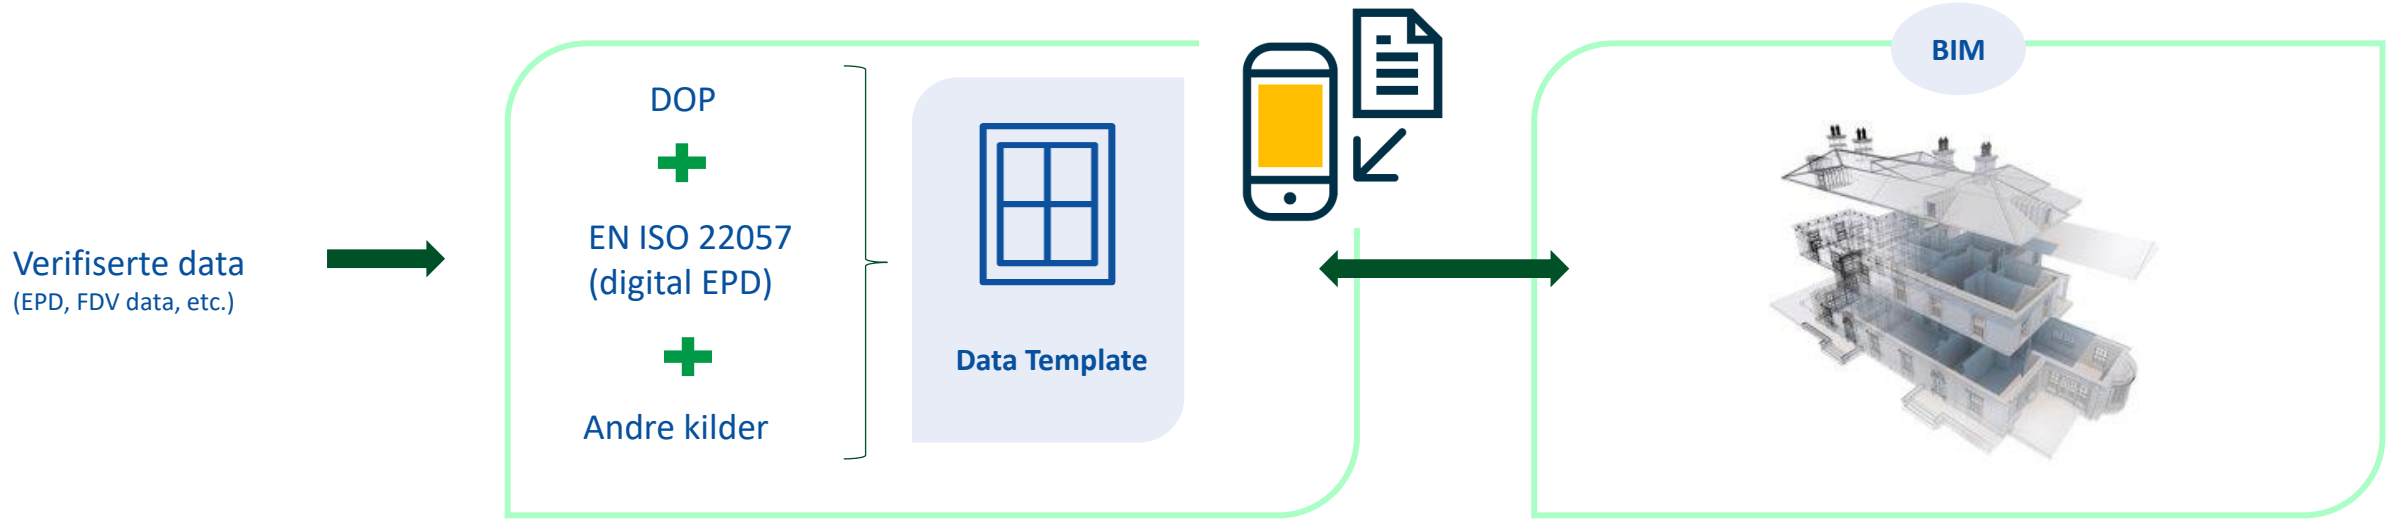 Verifiserte data
(EPD, FDV data, etc.)
DOP
EN ISO 22057
(digital EPD)
Andre kilder
Data Template
BIM